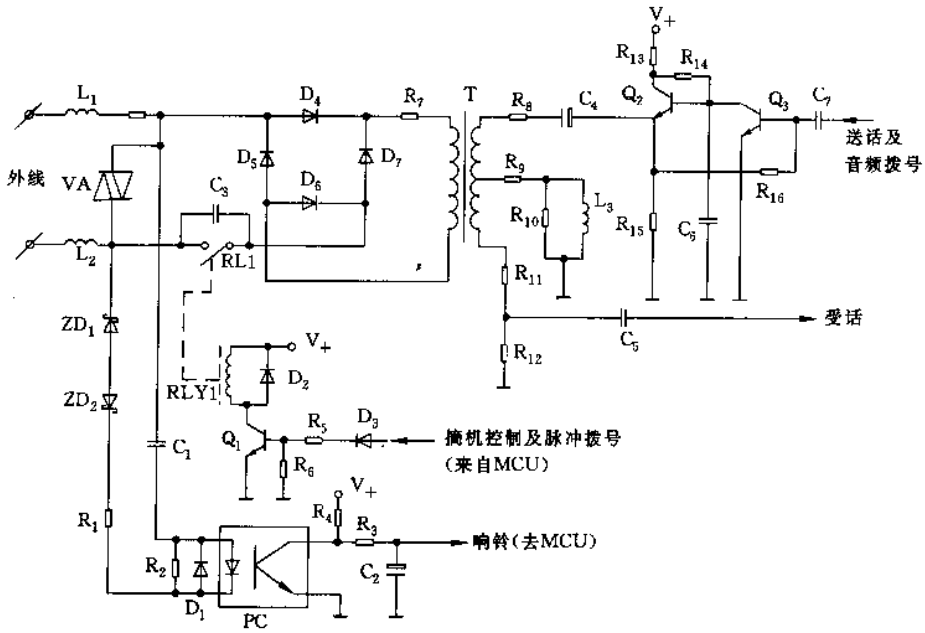 V+
R13
R14
L1
D4
R7
T
R8
C4
Q2
Q3
C7
送话及
音频拨号
D5
D7
外线
VA
C3
D6
R9
R10
L3
R15
C6
R16
L2
RL1
R11
ZD1
C5
受话
R12
V+
D2
RLY1
ZD2
Q1
R5
D3
摘机控制及脉冲拨号
(来自MCU)
C1
R6
V+
R4
R3
R1
响铃(去MCU)
R2
C2
D1
PC